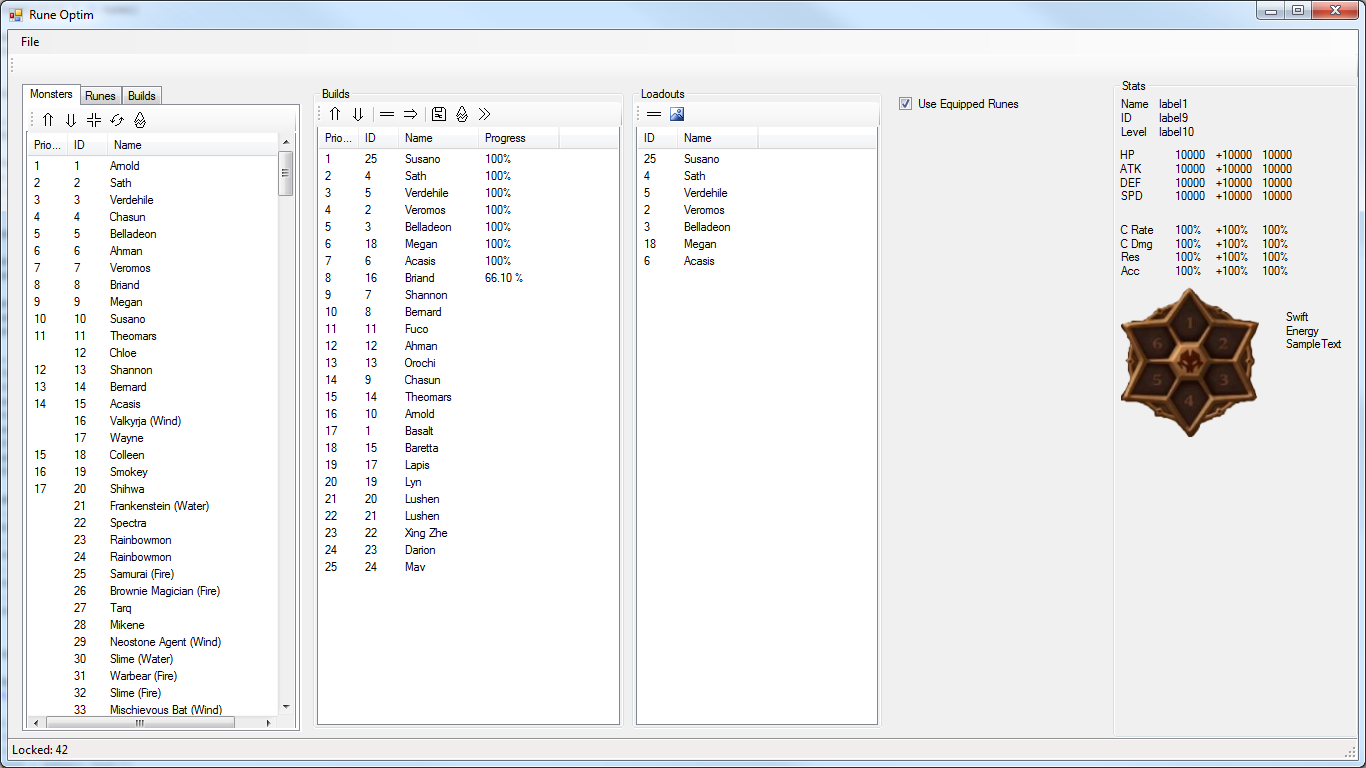 Rune Optim
File
Monsters Runes Builds
Prio... ID Name
1 1 Arnold
2 2 Sath
3 3 Verdehile
4 4 Chasun
5 5 Belladeon
6 6 Ahman
7 7 Veromos
8 8 Briand
9 9 Megan
10 10 Susano
11 11 Theomars
12 Chloe
12 13 Shannon
13 14 Bernard
14 15 Acasis
16 Valkyrja (Wind)
17 Wayne
15 18 Colleen
16 19 Smokey
17 20 Shihwa
21 Frankenstein (Water)
22 Spectra
23 Rainbowmon
24 Rainbowmon
25 Samurai (Fire)
26 Brownie Magician (Fire)
27 Tarq
28 Mikene
29 Neostone Agent (Wind)
30 Slime (Water)
31 Warbear (Fire)
32 Slime (Fire)
33 Mischievous Bat (Wind)
Builds
Prio... ID Name Progress
1 25 Susano 100%
2 4 Sath 100%
3 5 Verdehile 100%
4 2 Veromos 100%
5 3 Belladeon 100%
6 18 Megan 100%
7 6 Acasis 100%
8 16 Briand 66.10 %
9 7 Shannon
10 8 Bernard
11 11 Fuco
12 12 Ahman
13 13 Orochi
14 9 Chasun
15 14 Theomars
16 10 Arnold
17 1 Basalt
18 15 Baretta
19 17 Lapis
20 19 Lyn
21 20 Lushen
22 21 Lushen
23 22 Xing Zhe
24 23 Darion
25 24 Mav
Loadouts
ID Name
25 Susano
4 Sath
5 Verdehile
2 Veromos
3 Belladeon
18 Megan
6 Acasis
Use Equipped Runes
Stats
Name label1
ID label9
Level label10
HP 10000 +10000 10000
ATK 10000 +10000 10000
DEF 10000 +10000 10000
SPD 10000 +10000 10000
C Rate 100% +100% 100%
C Dmg 100% +100% 100%
Res 100% +100% 100%
Acc 100% +100% 100%
1
6 2
5 3
4
Swift
Energy
SampleText
Locked: 42